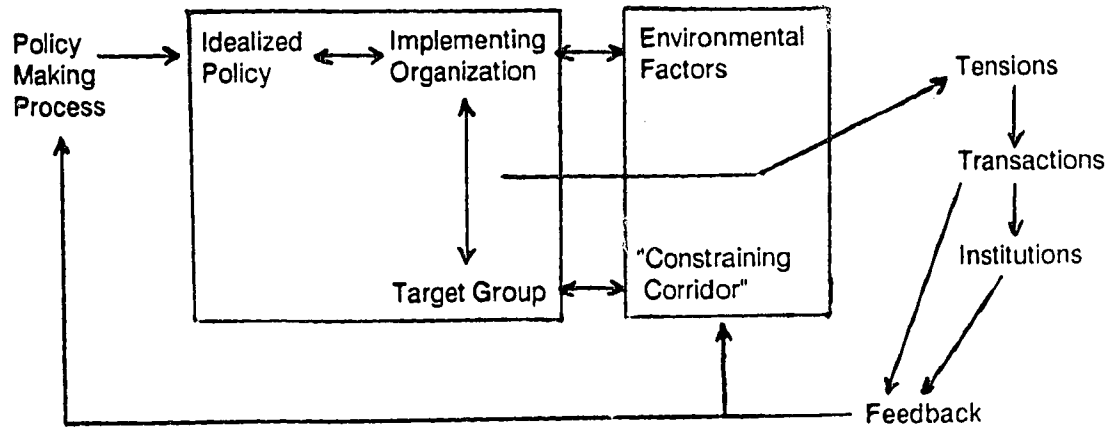 Policy
Making
Process
Idealized
Policy
Implementing
Organization
Target Group
Environmental
Factors
"Constraining
Corridor"
Tensions
Transactions
Institutions
Feedback